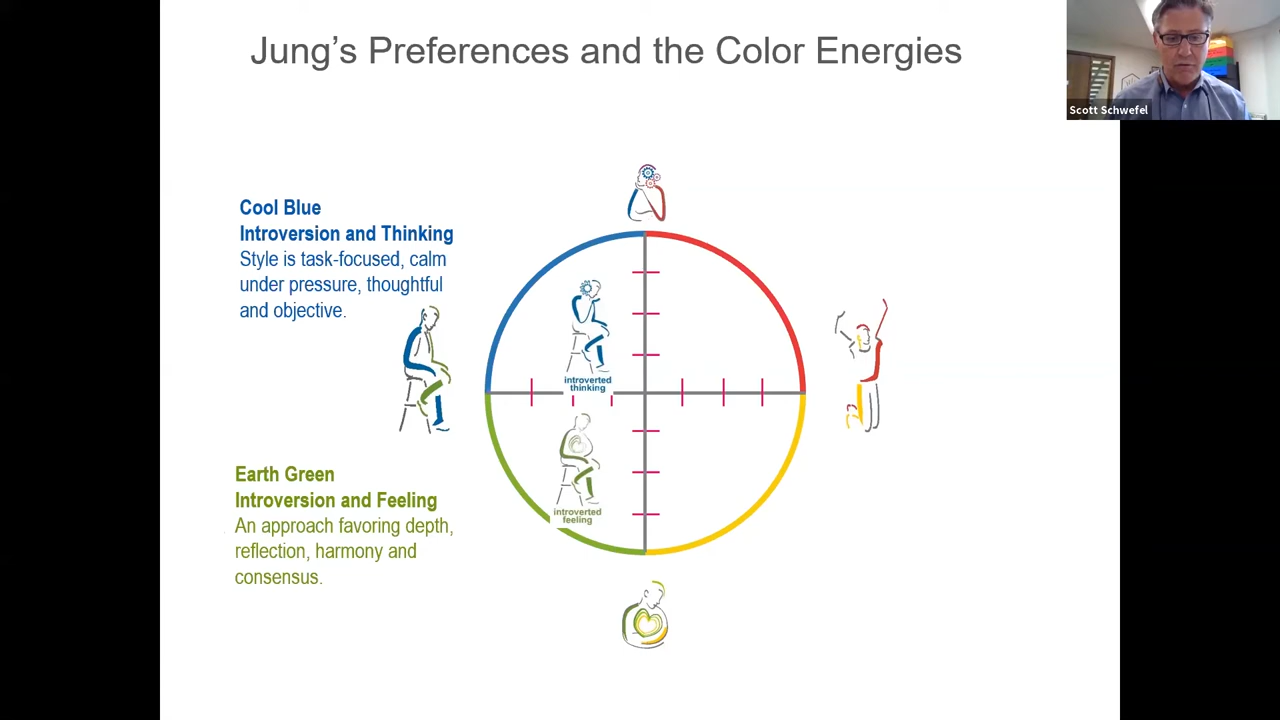 Jung's Preferences and the Color Energies
Scott Schwefel
Cool Blue
Introversion and Thinking
Style is task-focused, calm
under pressure, thoughtful
and objective.
introverted
thinking
introverted
feeling
Earth Green
Introversion and Feeling
An approach favoring depth,
reflection, harmony and
consensus.